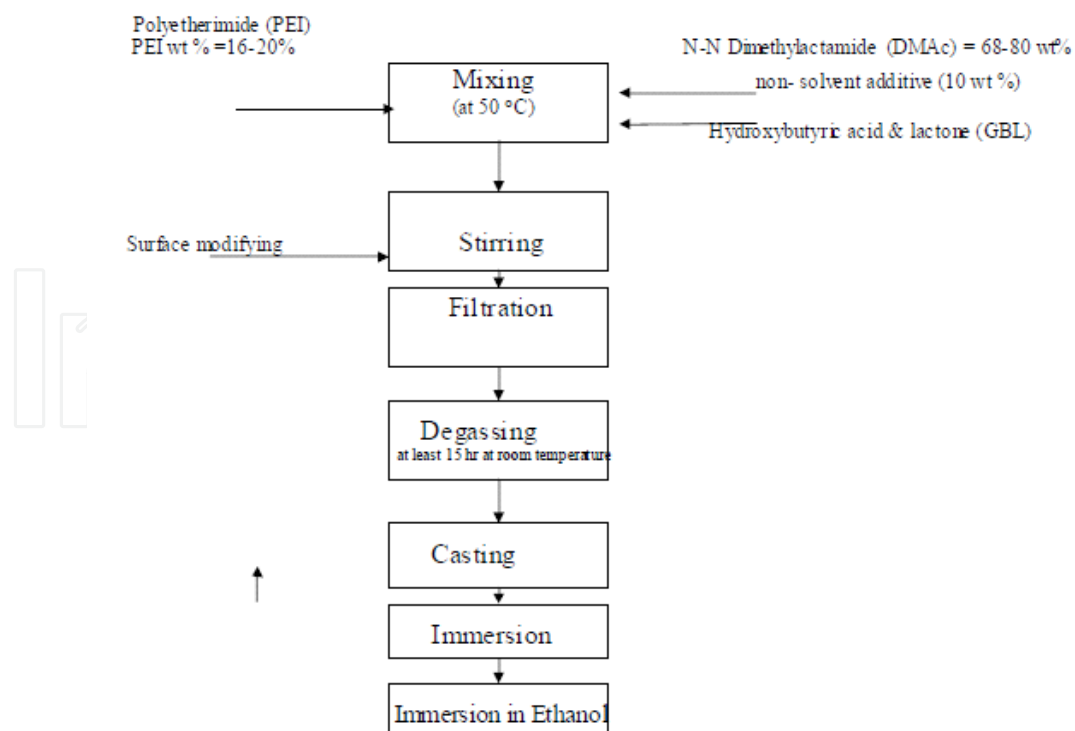 Polyetherimide (PEI)
PEI wt % =16-20%
N-N Dimethylactamide (DMAc) = 68-80 wt%
non- solvent additive (10 wt %)
Hydroxybutyric acid & lactone (GBL)
Mixing
(at 50 °C)
Surface modifying
Stirring
Filtration
Degassing
at least 15 hr at room temperature
Casting
Immersion
Immersion in Ethanol